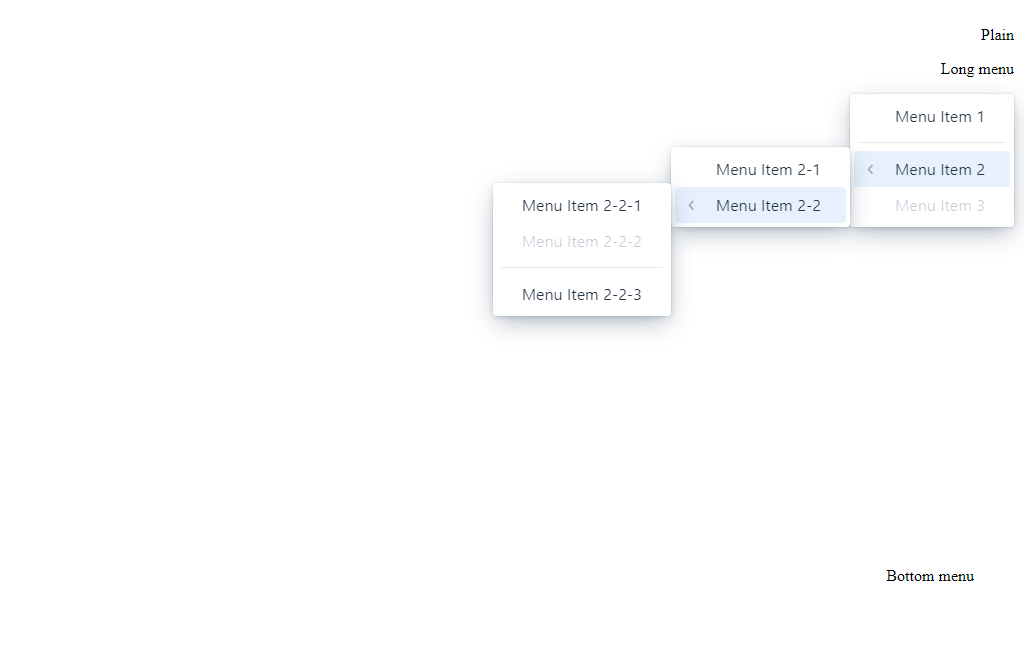 Plain
Long menu
Menu Item 1
Menu Item 2
Menu Item 3
Menu Item 2-1
Menu Item 2-2
Menu Item 2-2-1
Menu Item 2-2-2
Menu Item 2-2-3
Bottom menu